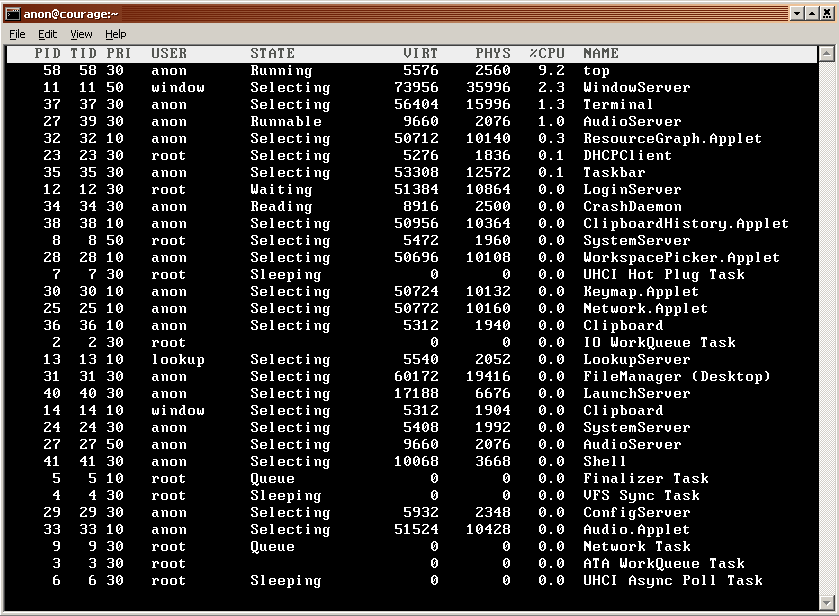 anon@courage:~
File Edit View Help
PID TID PRI USER STATE VIRT PHYS %CPU NAME
58 58 30 anon Running 5576 2560 9.2 top
11 11 50 window Selecting 73956 35996 2.3 WindowServer
37 37 30 anon Selecting 56404 15996 1.3 Terminal
27 39 30 anon Runnable 9660 2076 1.0 AudioServer
32 32 10 anon Selecting 50712 10140 0.3 ResourceGraph.Applet
23 23 30 root Selecting 5276 1836 0.1 DHCPClient
35 35 30 anon Selecting 53308 12572 0.1 Taskbar
12 12 30 root Waiting 51384 10864 0.0 LoginServer
34 34 30 anon Reading 8916 2500 0.0 CrashDaemon
38 38 10 anon Selecting 50956 10364 0.0 ClipboardHistory.Applet
8 8 50 root Selecting 5472 1960 0.0 SystemServer
28 28 10 anon Selecting 50696 10108 0.0 WorkspacePicker.Applet
7 7 30 root Sleeping 0 0 0.0 UHCI Hot Plug Task
30 30 10 anon Selecting 50724 10132 0.0 Keymap.Applet
25 25 10 anon Selecting 50772 10160 0.0 Network.Applet
36 36 10 anon Selecting 5312 1940 0.0 Clipboard
2 2 30 root 0 0 0.0 IO WorkQueue Task
13 13 10 lookup Selecting 5540 2052 0.0 LookupServer
31 31 30 anon Selecting 60172 19416 0.0 FileManager (Desktop)
40 40 30 anon Selecting 17188 6676 0.0 LaunchServer
14 14 10 window Selecting 5312 1904 0.0 Clipboard
24 24 30 anon Selecting 5408 1992 0.0 SystemServer
27 27 50 anon Selecting 9660 2076 0.0 AudioServer
41 41 30 anon Selecting 10068 3668 0.0 Shell
5 5 10 root Queue 0 0 0.0 Finalizer Task
4 4 30 root Sleeping 0 0 0.0 VFS Sync Task
29 29 30 anon Selecting 5932 2348 0.0 ConfigServer
33 33 10 anon Selecting 51524 10428 0.0 Audio.Applet
9 9 30 root Queue 0 0 0.0 Network Task
3 3 30 root 0 0 0.0 ATA WorkQueue Task
6 6 30 root Sleeping 0 0 0.0 UHCI Async Poll Task